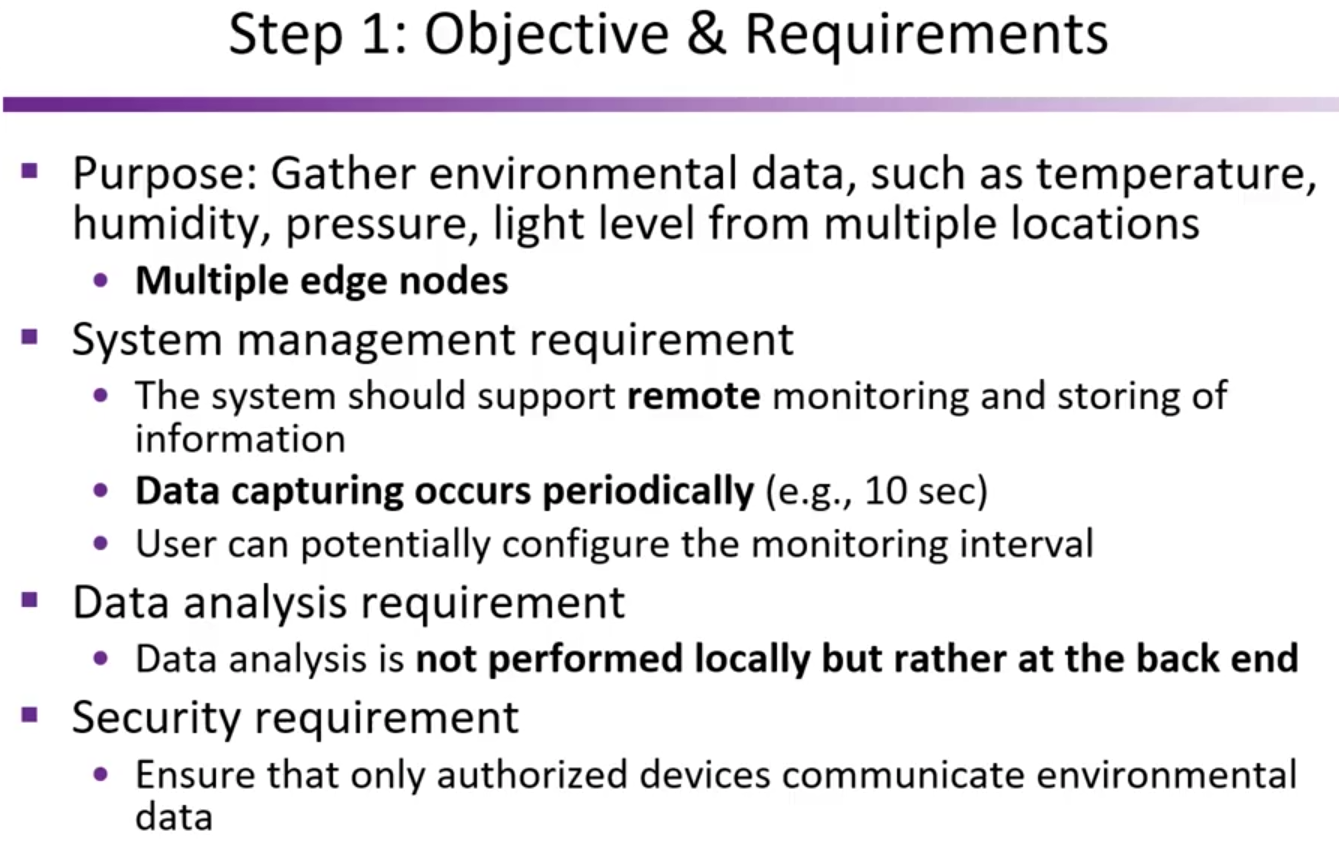 Step 1: Objective & Requirements
Purpose: Gather environmental data, such as temperature,
humidity, pressure, light level from multiple locations
Multiple edge nodes
System management requirement
The system should support remote monitoring and storing of
information
Data capturing occurs periodically (e.g., 10 sec)
User can potentially configure the monitoring interval
Data analysis requirement
Data analysis is not performed locally but rather at the back end
Security requirement
Ensure that only authorized devices communicate environmental
data